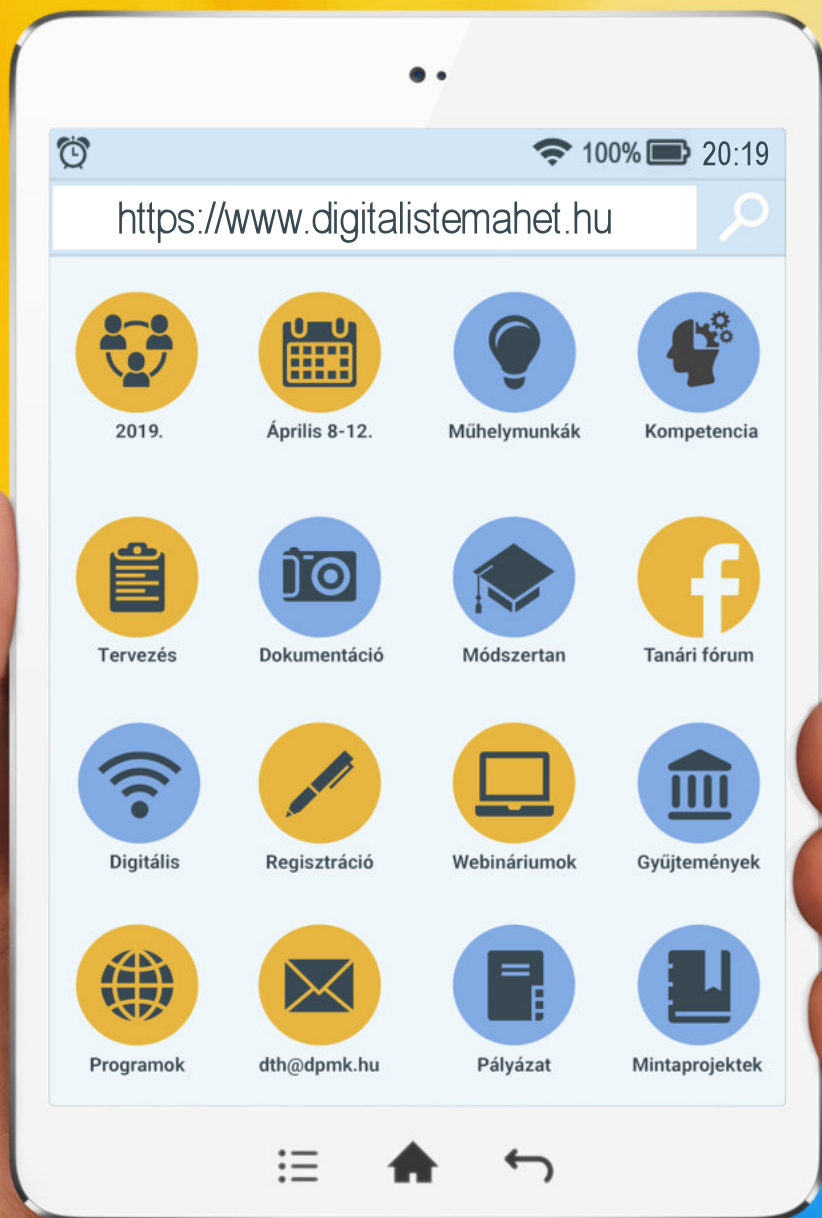 100% 20:19
https://www.digitalistemahet.hu
2019. Április 8-12. Műhelymunkák Kompetencia
Tervezés Dokumentáció Módszertan Tanári fórum
Digitális Regisztráció Webináriumok Gyűjtemények
Programok dth@dpmk.hu Pályázat Mintaprojektek